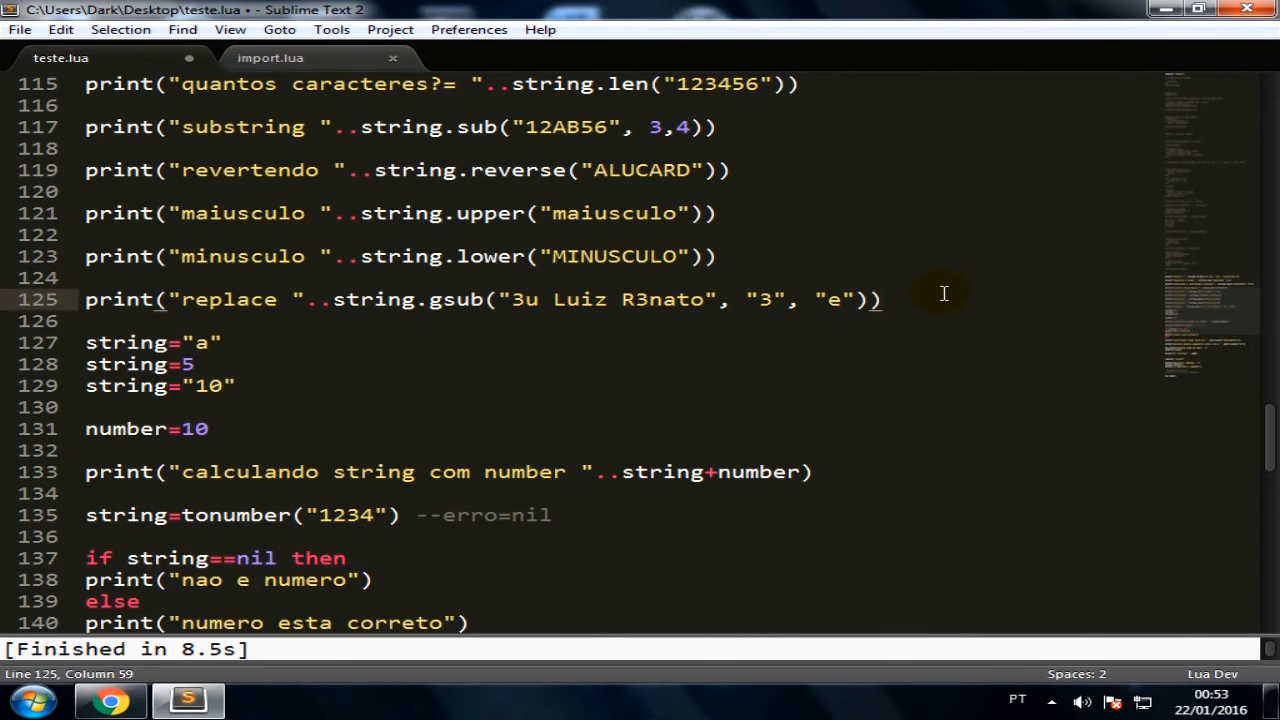 C:\Users\Dark\Desktop\teste.lua • - Sublime Text 2
File Edit Selection Find View Goto Tools Project Preferences Help
teste.lua import.lua
115 print("quantos caracteres?= "..string.len("123456"))
116
117 print("substring "..string.sub("12AB56", 3,4))
118
119 print("revertendo "..string.reverse("ALUCARD"))
120
121 print("maiusculo "..string.upper("maiusculo"))
122
123 print("minusculo "..string.lower("MINUSCULO"))
124
125 print("replace "..string.gsub("3u Luiz R3nato", "3", "e"))
126
127 string="a"
128 string=5
129 string="10"
130
131 number=10
132
133 print("calculando string com number "..string+number)
134
135 string=tonumber("1234") --erro=nil
136
137 if string==nil then
138 print("nao e numero")
139 else
140 print("numero esta correto")
[Finished in 8.5s]
Line 125, Column 59 Spaces: 2 Lua Dev
PT 00:53
22/01/2016